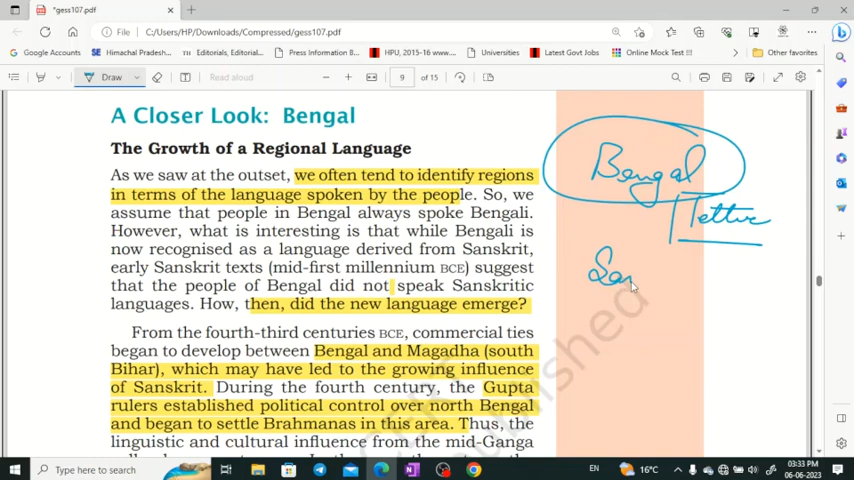 *gess107.pdf
File C:/Users/HP/Downloads/Compressed/gess107.pdf
Google Accounts Himachal Pradesh... Editorials, Editorial... Press Information B... HPU, 2015-16 www.... Universities Latest Govt Jobs Online Mock Test !!! Other favorites
Draw Read aloud 9 of 15
A Closer Look: Bengal
The Growth of a Regional Language
As we saw at the outset, we often tend to identify regions
in terms of the language spoken by the people. So, we
assume that people in Bengal always spoke Bengali.
However, what is interesting is that while Bengali is
now recognised as a language derived from Sanskrit,
early Sanskrit texts (mid-first millennium BCE) suggest
that the people of Bengal did not speak Sanskritic
languages. How, then, did the new language emerge?
From the fourth-third centuries BCE, commercial ties
began to develop between Bengal and Magadha (south
Bihar), which may have led to the growing influence
of Sanskrit. During the fourth century, the Gupta
rulers established political control over north Bengal
and began to settle Brahmanas in this area. Thus, the
linguistic and cultural influence from the mid-Ganga
Bengal
San
Type here to search
EN 16°C 03:33 PM
06-06-2023